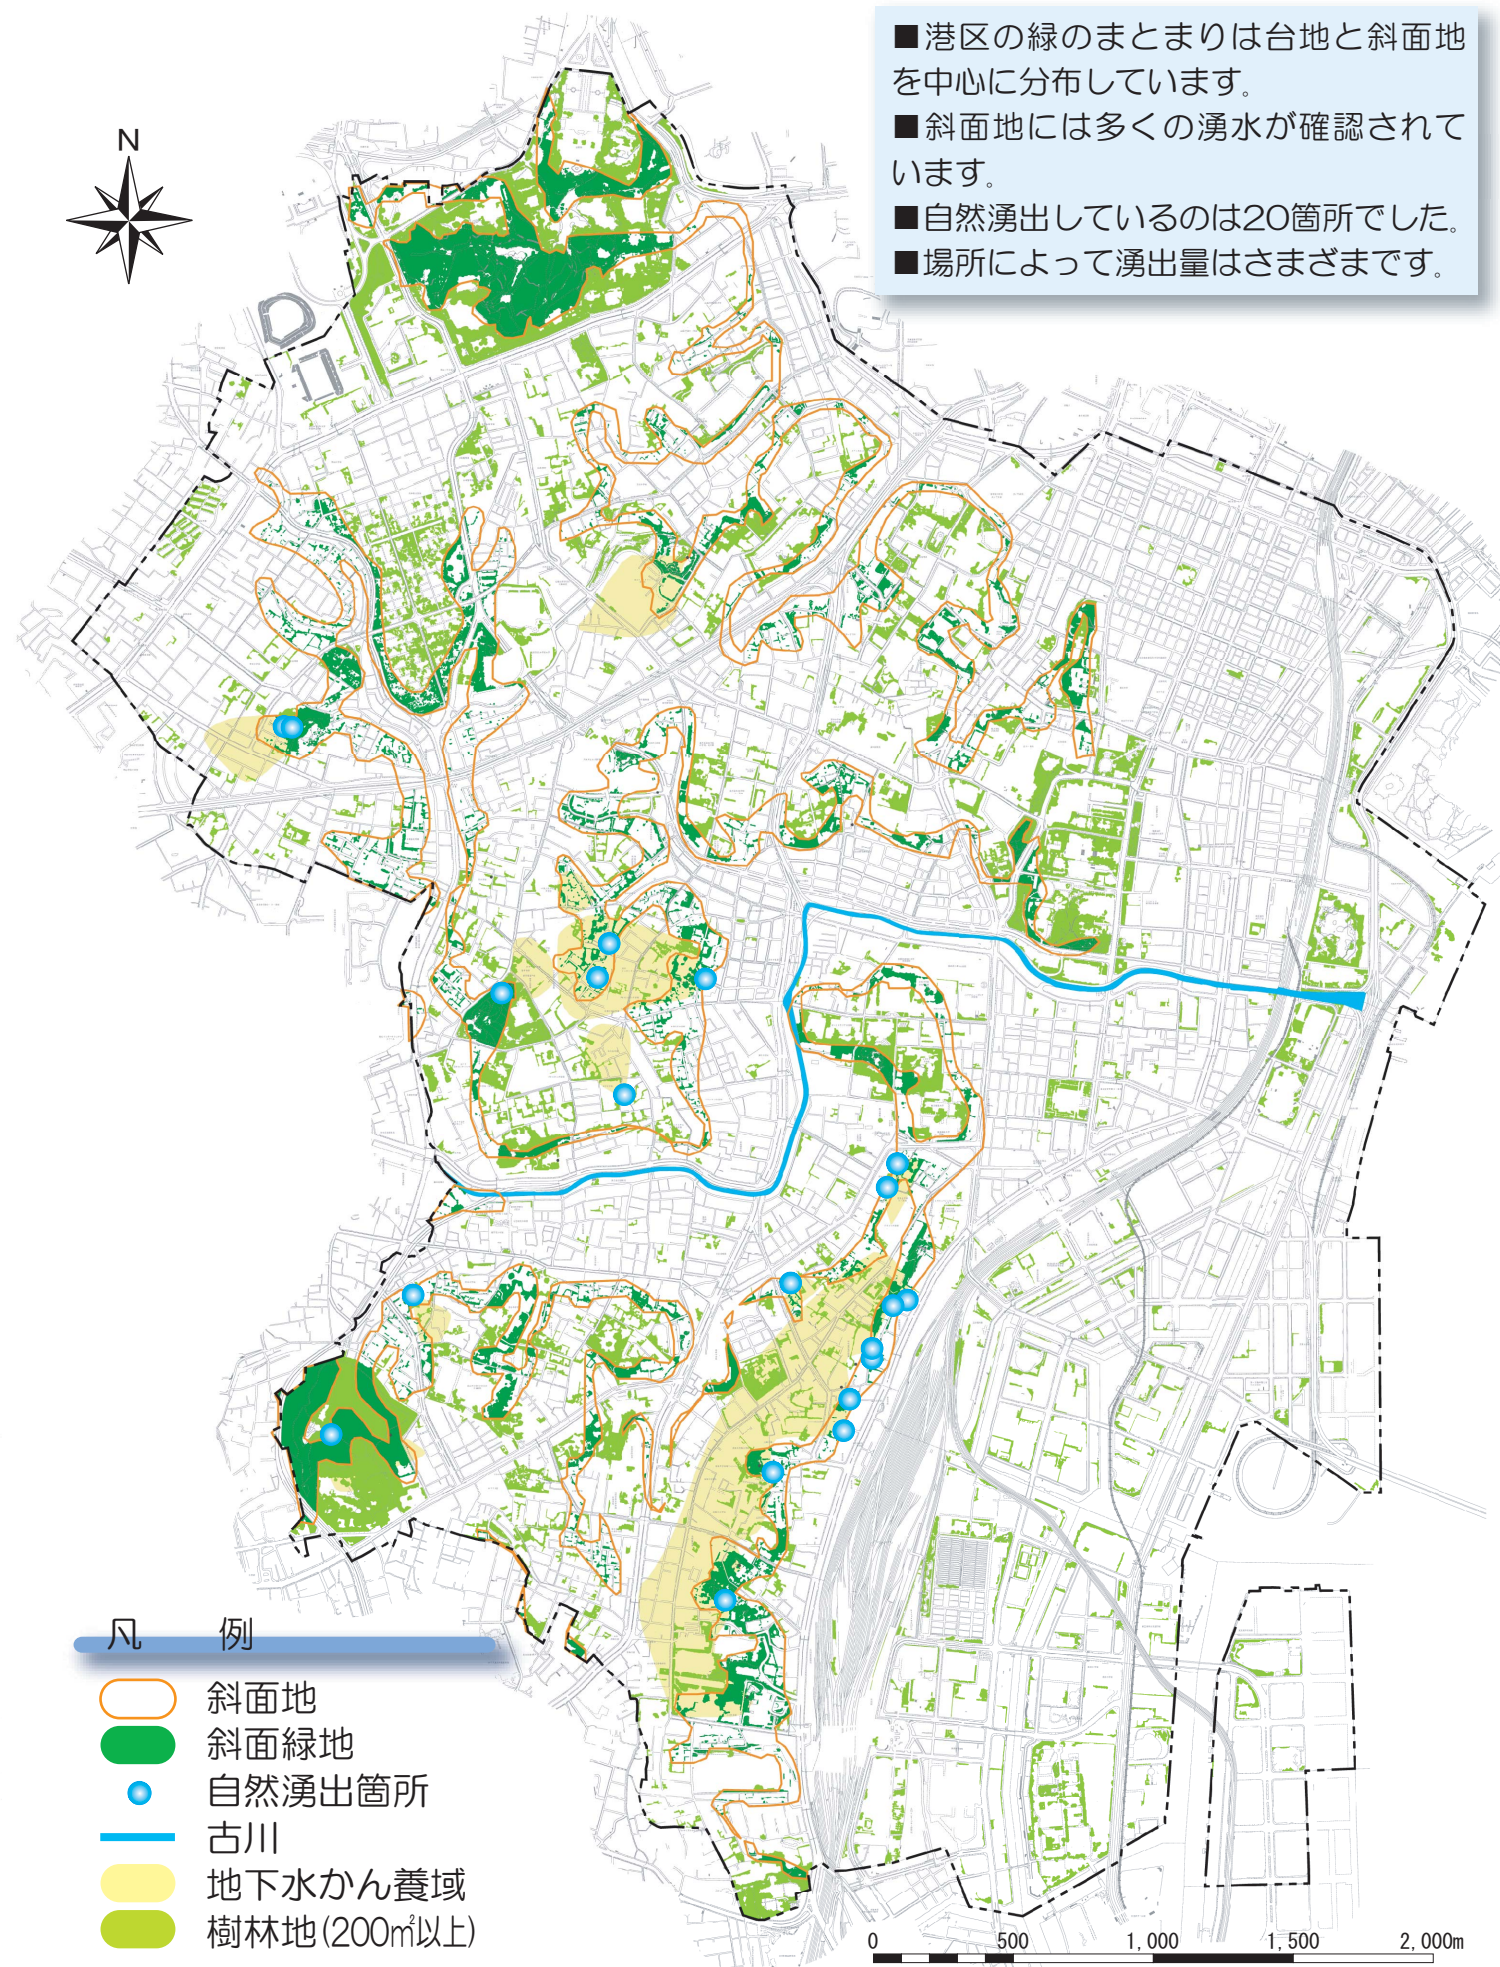 ■港区の緑のまとまりは台地と斜面地
を中心に分布しています。
■斜面地には多くの湧水が確認されて
います。
■自然湧出しているのは20箇所でした。
■場所によって湧出量はさまざまです。
N
凡 例
斜面地
斜面緑地
自然湧出箇所
古川
地下水かん養域
樹林地(200㎡以上)
0 500 1,000 1,500 2,000m